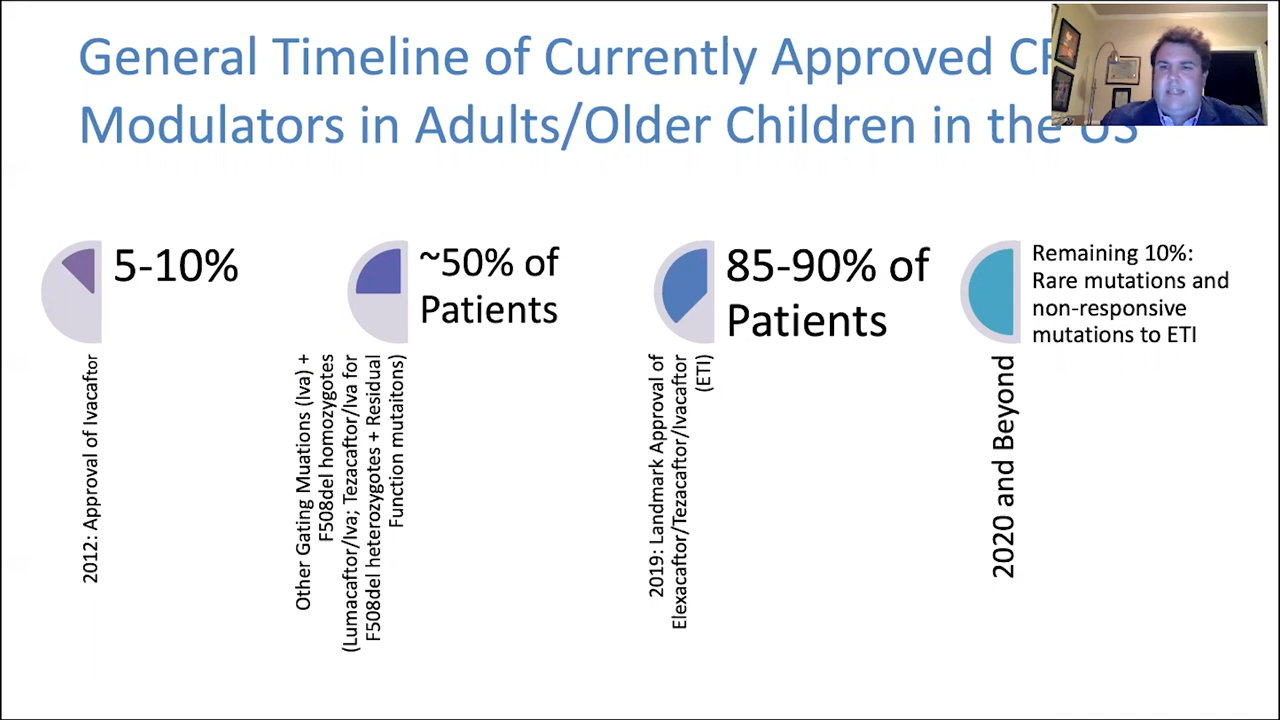 General Timeline of Currently Approved
Modulators in Adults/Older Children in the US
5-10%
2012: Approval of Ivacaftor
~50% of
Patients
Other Gating Muations (Iva) +
F508del homozygotes
(Lumacaftor/Iva; Tezacaftor/Iva for
F508del heterozygotes + Residual
Function mutaitons)
85-90% of
Patients
2019: Landmark Approval of
Elexacaftor/Tezacaftor/Ivacaftor
(ETI)
Remaining 10%:
Rare mutations and
non-responsive
mutations to ETI
2020 and Beyond